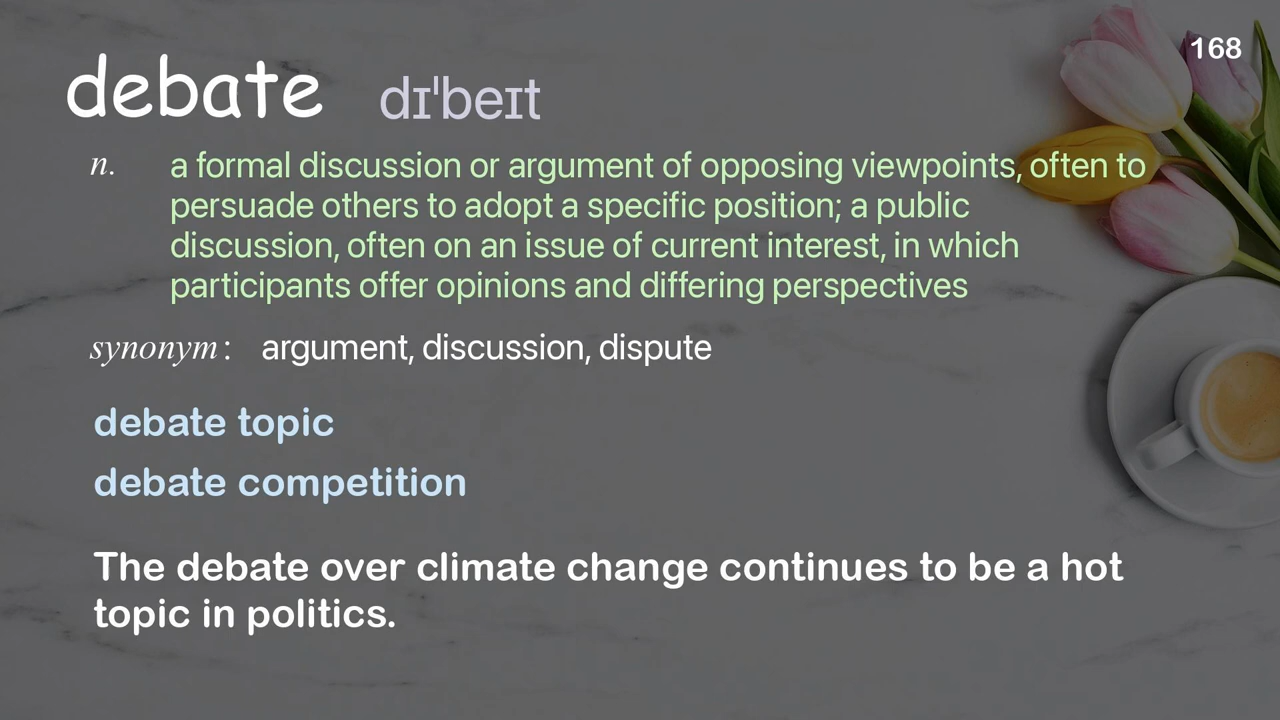 168
debate dɪˈbeɪt
n. a formal discussion or argument of opposing viewpoints, often to
persuade others to adopt a specific position; a public
discussion, often on an issue of current interest, in which
participants offer opinions and differing perspectives
synonym: argument, discussion, dispute
debate topic
debate competition
The debate over climate change continues to be a hot
topic in politics.